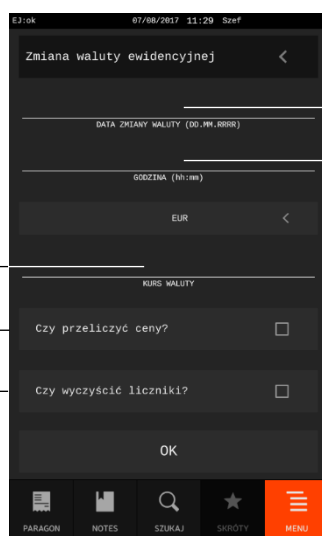 EJ:ok 07/08/2017 11:29 Szef
Zmiana waluty ewidencyjnej
DATA ZMIANY WALUTY (DD.MM.RRRR)
GODZINA (hh:mm)
EUR
KURS WALUTY
Czy przeliczyć ceny?
Czy wyczyścić liczniki?
OK
PARAGON NOTES SZUKAJ SKRÓTY MENU